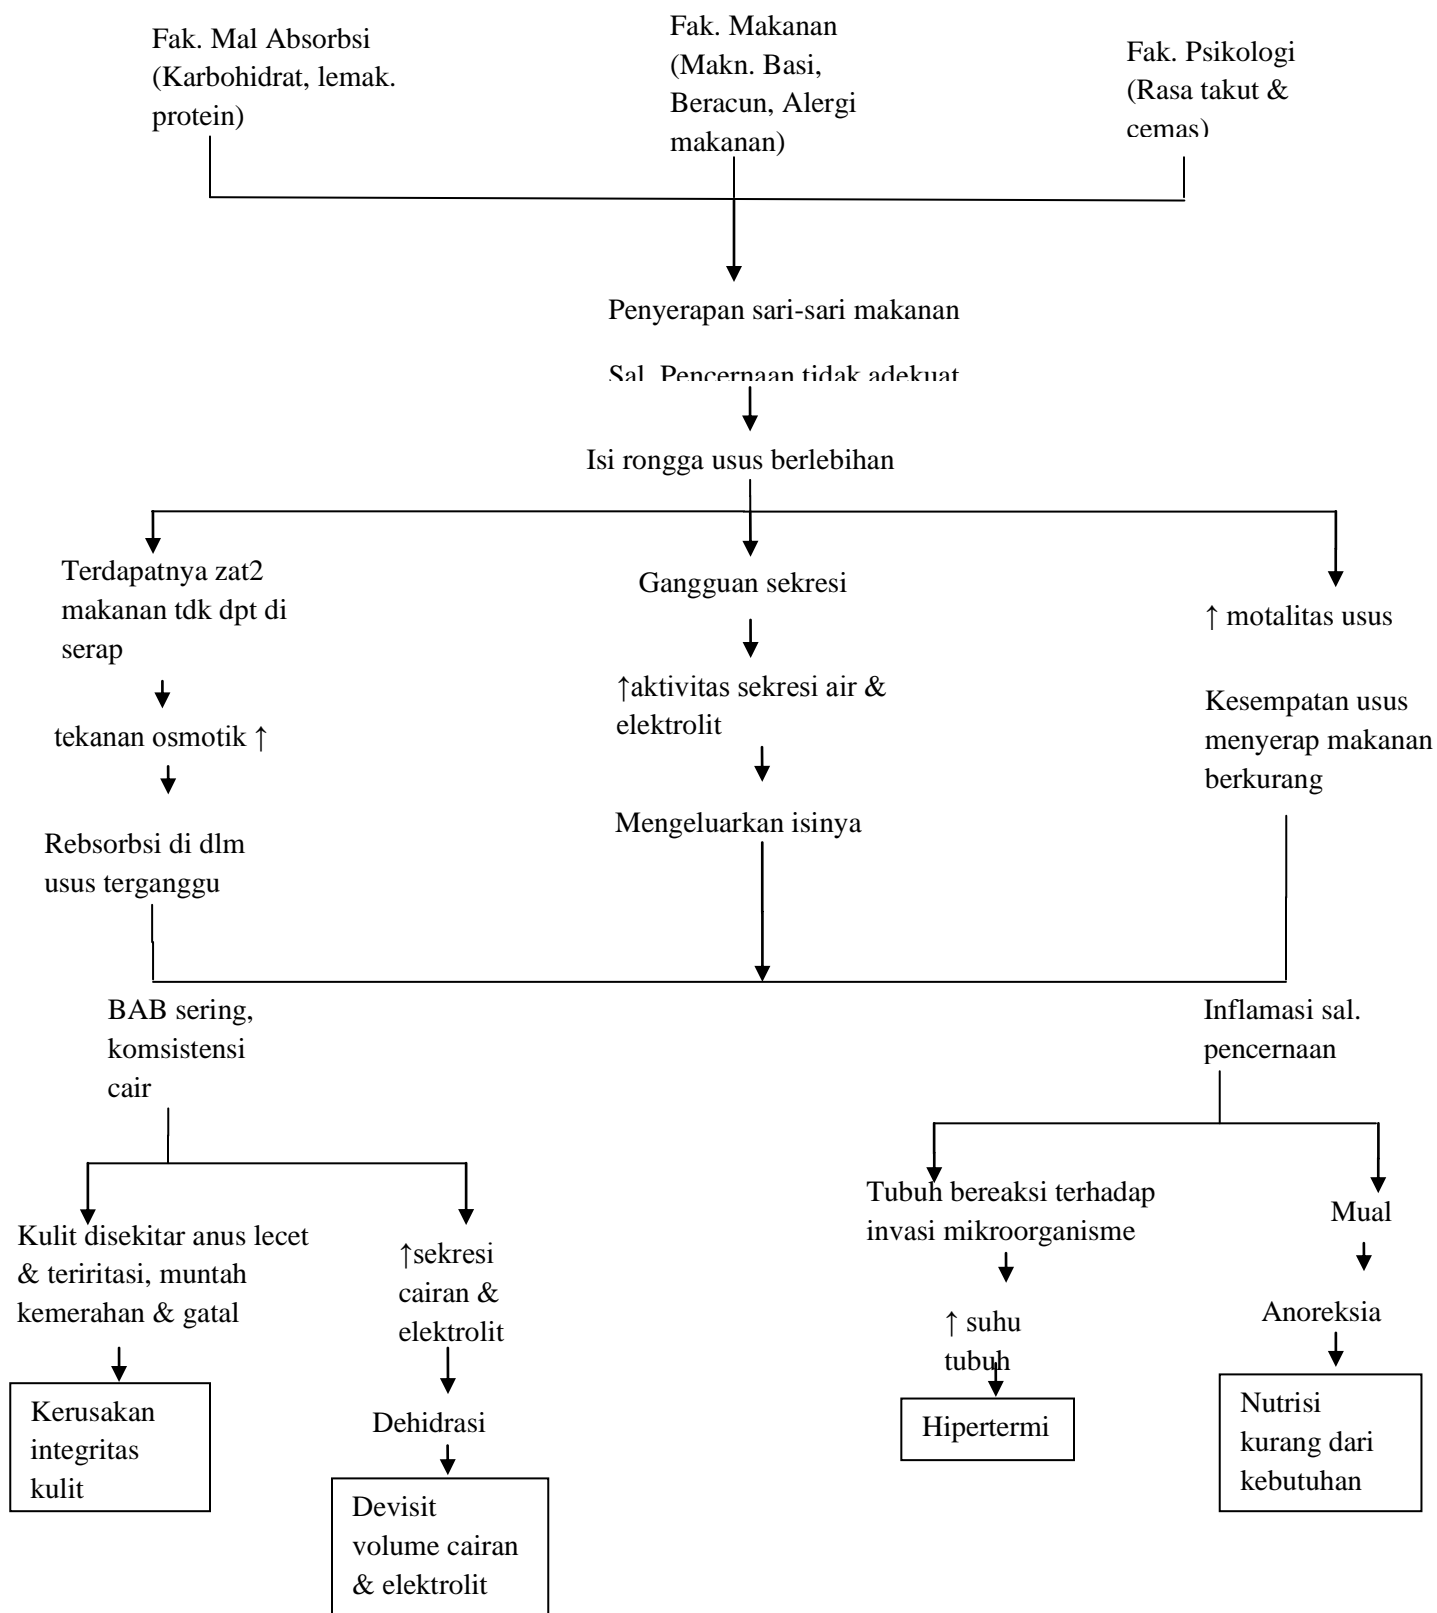 Fak. Mal Absorbsi
(Karbohidrat, lemak.
protein)
Fak. Makanan
(Makn. Basi,
Beracun, Alergi
makanan)
Fak. Psikologi
(Rasa takut &
cemas)
Penyerapan sari-sari makanan
Sal. Pencernaan tidak adekuat
Isi rongga usus berlebihan
Terdapatnya zat2
makanan tdk dpt di
serap
tekanan osmotik ↑
Rebsorbsi di dlm
usus terganggu
Gangguan sekresi
↑aktivitas sekresi air &
elektrolit
Mengeluarkan isinya
↑ motalitas usus
Kesempatan usus
menyerap makanan
berkurang
BAB sering,
komsistensi
cair
Inflamasi sal.
pencernaan
Kulit disekitar anus lecet
& teriritasi, muntah
kemerahan & gatal
Kerusakan
integritas
kulit
↑sekresi
cairan &
elektrolit
Dehidrasi
Devisit
volume cairan
& elektrolit
Tubuh bereaksi terhadap
invasi mikroorganisme
↑ suhu
tubuh
Hipertermi
Mual
Anoreksia
Nutrisi
kurang dari
kebutuhan